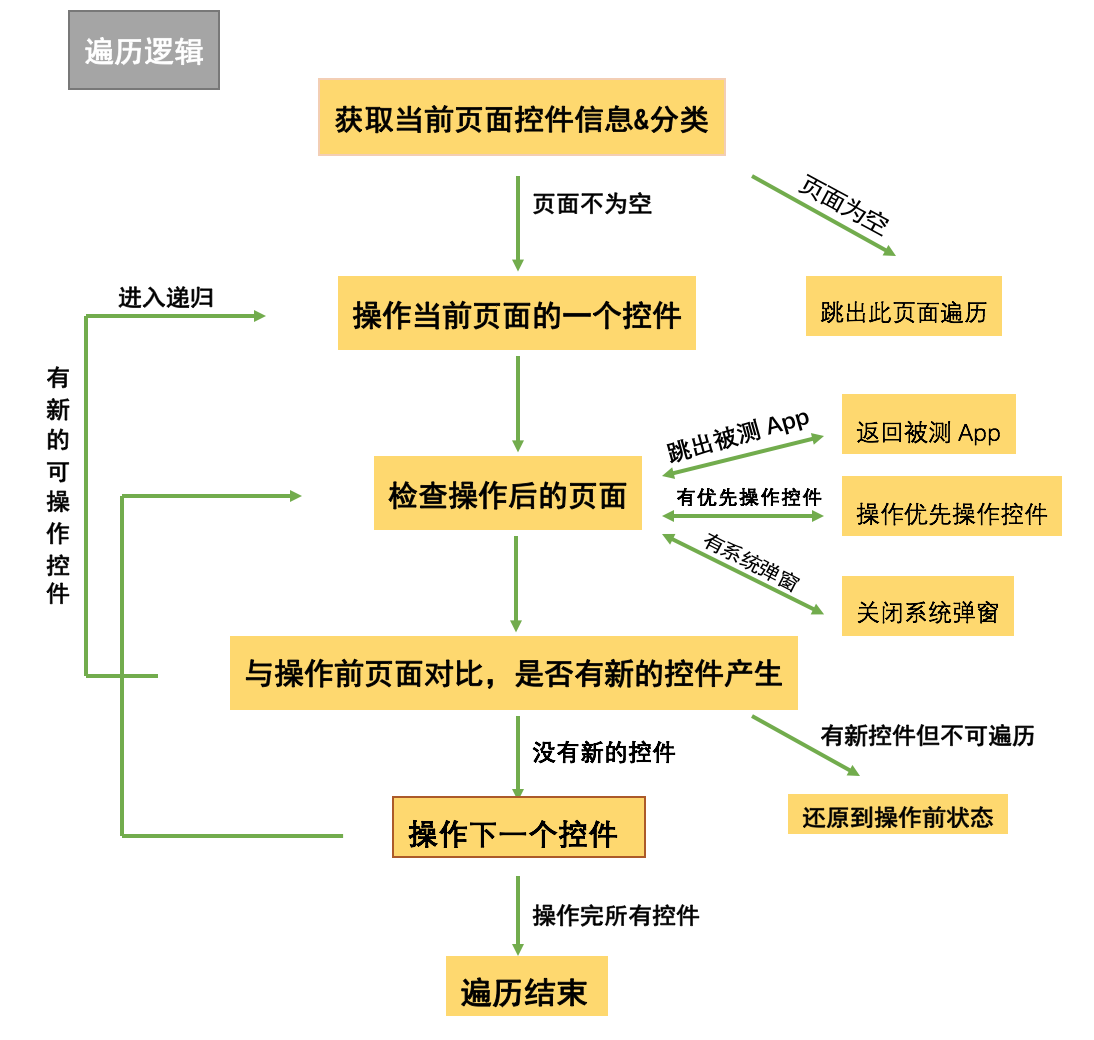 遍历逻辑
获取当前页面控件信息&分类
页面不为空
页面为空
进入递归
操作当前页面的一个控件
跳出此页面遍历
有新的可操作控件
跳出被测 App
返回被测 App
检查操作后的页面
有优先操作控件
操作优先操作控件
有系统弹窗
关闭系统弹窗
与操作前页面对比，是否有新的控件产生
没有新的控件
有新控件但不可遍历
操作下一个控件
还原到操作前状态
操作完所有控件
遍历结束